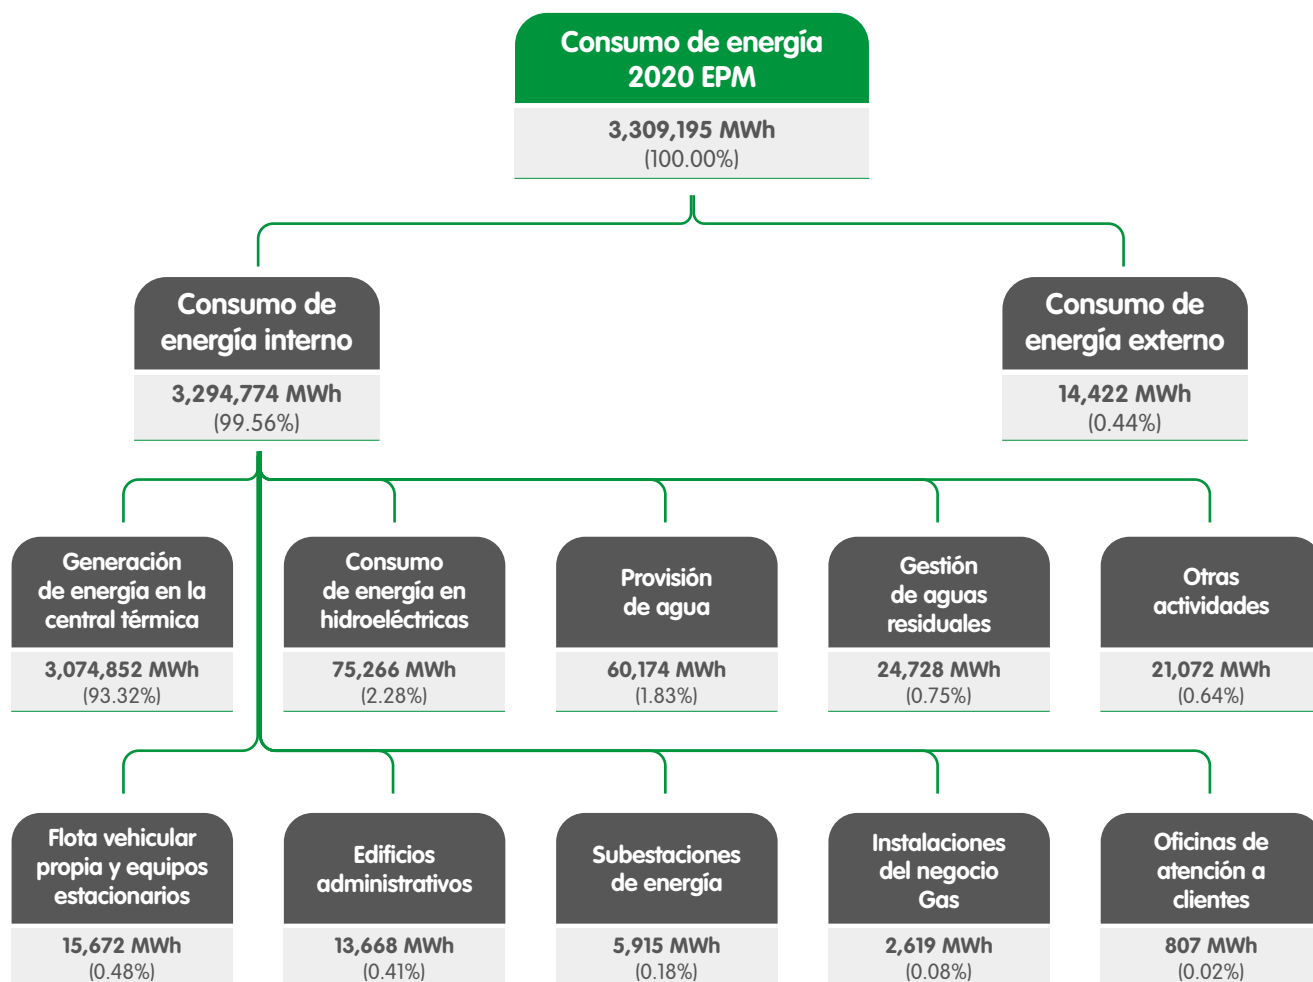 Consumo de energía
2020 EPM
3,309,195 MWh
(100.00%)
Consumo de
energía interno
3,294,774 MWh
(99.56%)
Consumo de
energía externo
14,422 MWh
(0.44%)
Generación
de energía en la
central térmica
3,074,852 MWh
(93.32%)
Consumo
de energía en
hidroeléctricas
75,266 MWh
(2.28%)
Provisión
de agua
60,174 MWh
(1.83%)
Gestión
de aguas
residuales
24,728 MWh
(0.75%)
Otras
actividades
21,072 MWh
(0.64%)
Flota vehicular
propia y equipos
estacionarios
15,672 MWh
(0.48%)
Edificios
administrativos
13,668 MWh
(0.41%)
Subestaciones
de energía
5,915 MWh
(0.18%)
Instalaciones
del negocio
Gas
2,619 MWh
(0.08%)
Oficinas de
atención a
clientes
807 MWh
(0.02%)